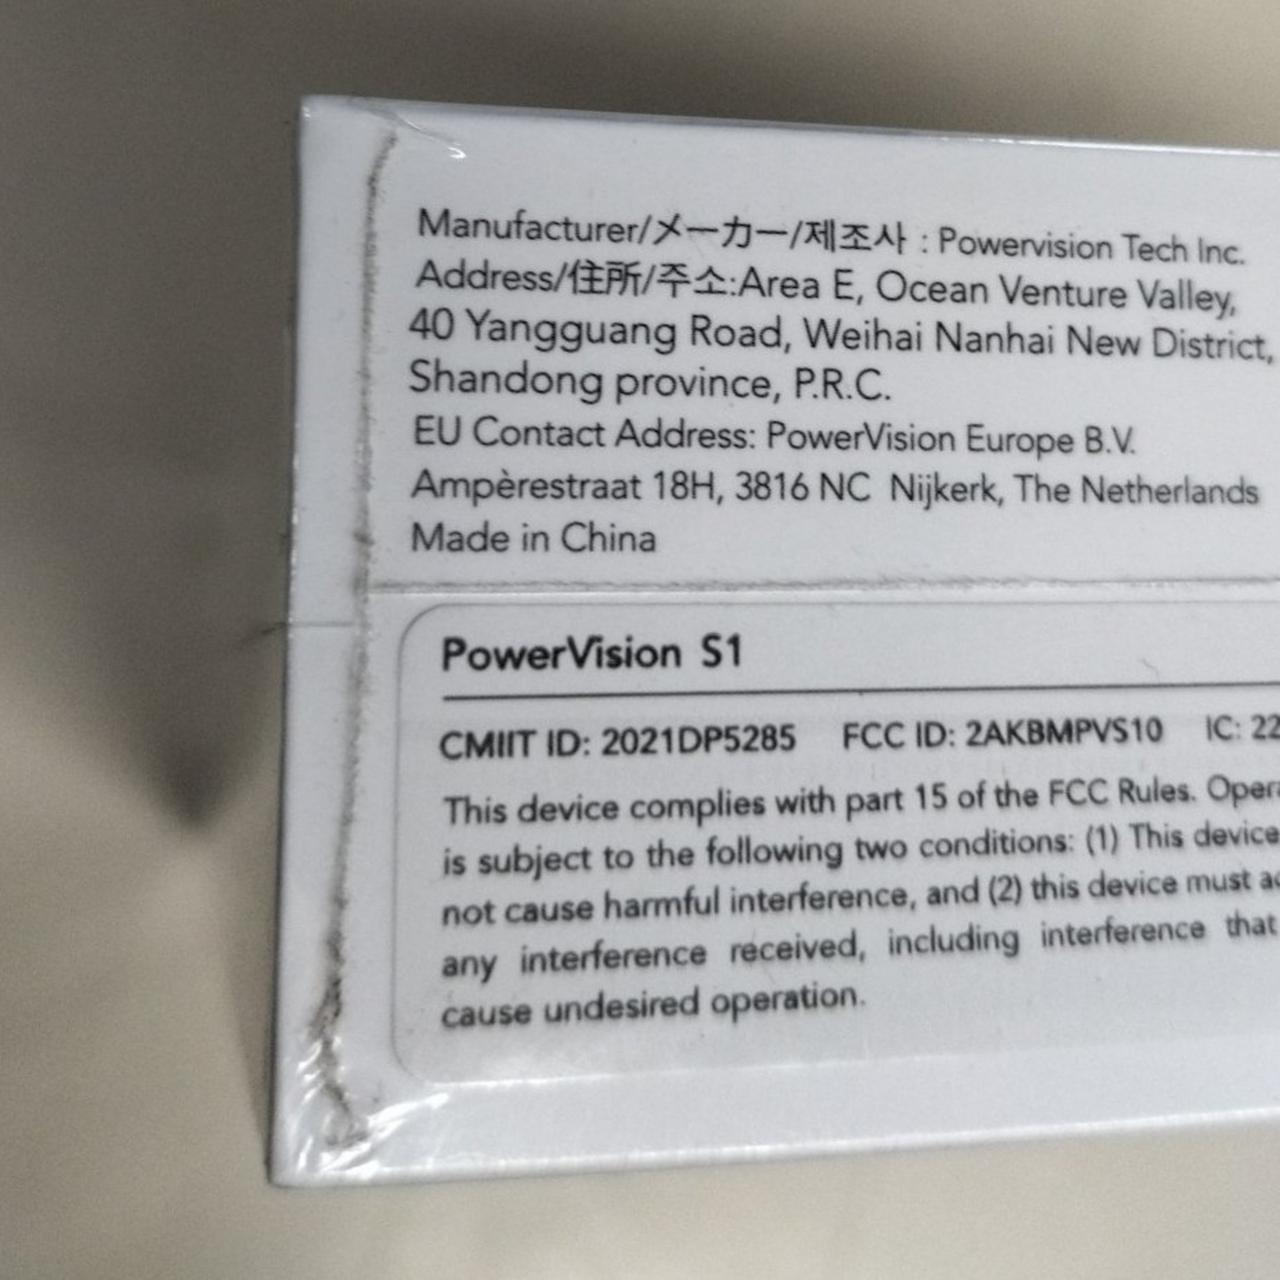 Manufacturer/メーカー/제조사 : Powervision Tech Inc.
Address/住所/주소:Area E, Ocean Venture Valley,
40 Yangguang Road, Weihai Nanhai New District,
Shandong province, P.R.C.
EU Contact Address: PowerVision Europe B.V.
Ampèrestraat 18H, 3816 NC Nijkerk, The Netherlands
Made in China
PowerVision S1
CMIIT ID: 2021DP5285 FCC ID: 2AKBMPVS10 IC: 22
This device complies with part 15 of the FCC Rules.
is subject to the following two conditions: (1) This device
not cause harmful interference, and (2) this device must
any interference received, including interference that
cause undesired operation.